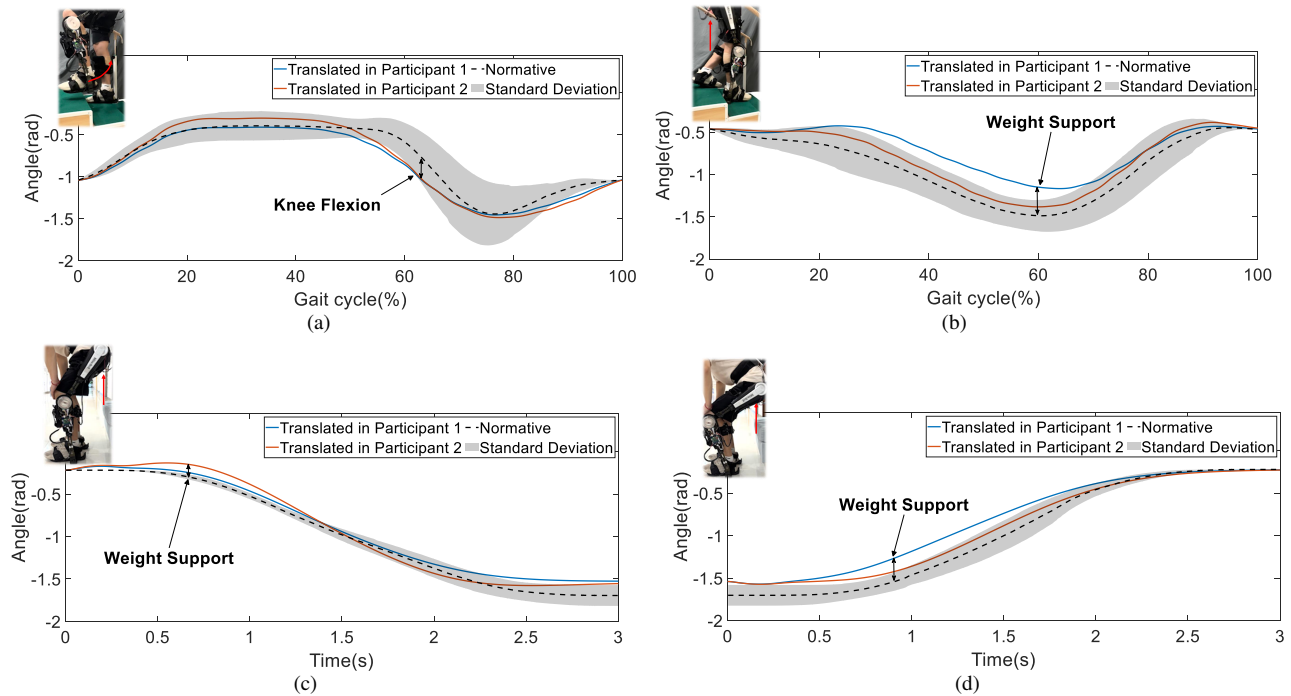 Translated in Participant 1 Normative
Translated in Participant 2 Standard Deviation
Angle(rad)
-0.5
-1
-1.5
-2
Knee Flexion
0 20 40 60 80 100
Gait cycle(%)
(a)
Translated in Participant 1 Normative
Translated in Participant 2 Standard Deviation
Angle(rad)
-0.5
-1
-1.5
-2
Weight Support
0 20 40 60 80 100
Gait cycle(%)
(b)
Translated in Participant 1 Normative
Translated in Participant 2 Standard Deviation
Angle(rad)
-0.5
-1
-1.5
-2
Weight Support
0 0.5 1 1.5 2 2.5 3
Time(s)
(c)
Translated in Participant 1 Normative
Translated in Participant 2 Standard Deviation
Angle(rad)
-0.5
-1
-1.5
-2
Weight Support
0 0.5 1 1.5 2 2.5 3
Time(s)
(d)